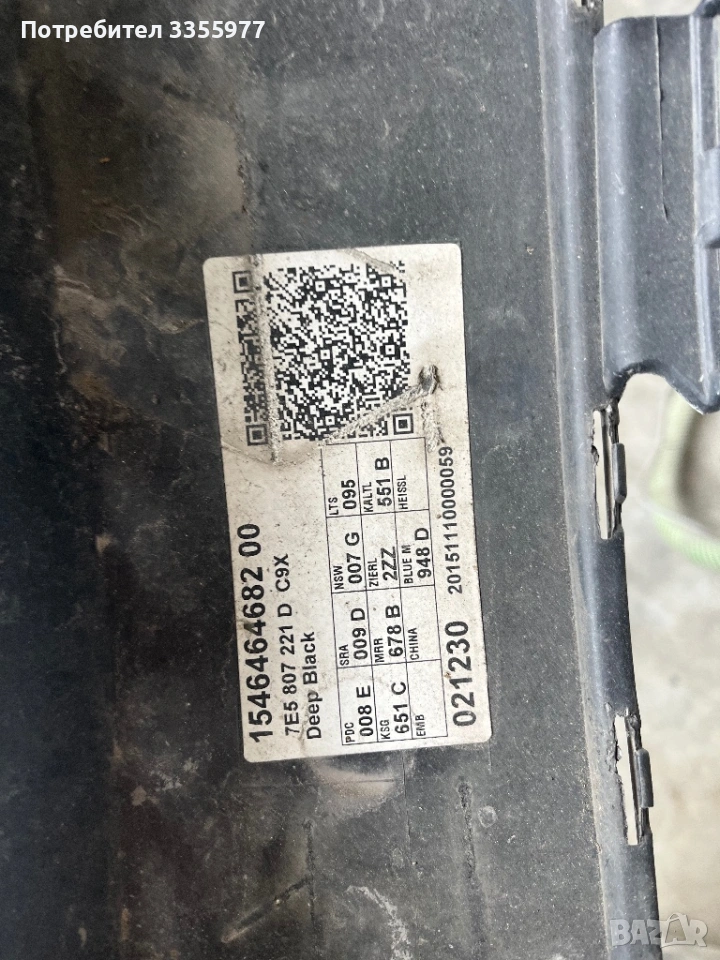 Потребител 3355977
1546464682 00
7E5 807 221 D C9X
Deep Black
PDC SRA NSW LTS
008 E 009 D 007 G 095
KSG MRR ZIERL KALTL
651 C 678 B 2ZZ 551 B
EMB CHINA BLUE M HEISSL
948 D
021230 20151110000059
BAZAR